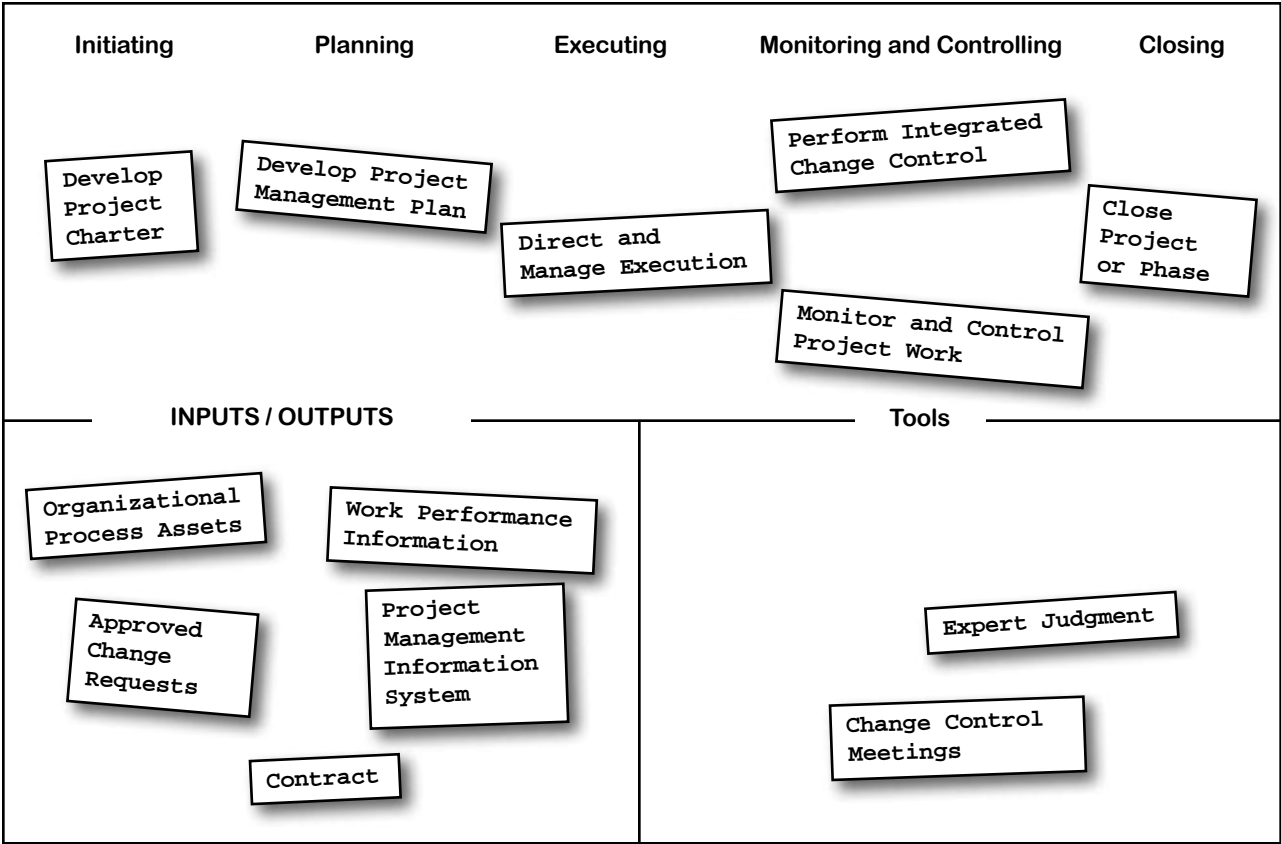 Initiating
Planning
Executing
Monitoring and Controlling
Closing
Develop
Project
Charter
Develop Project
Management Plan
Direct and
Manage Execution
Perform Integrated
Change Control
Monitor and Control
Project Work
Close
Project
or Phase
INPUTS / OUTPUTS
Organizational
Process Assets
Work Performance
Information
Approved
Change
Requests
Project
Management
Information
System
Contract
Tools
Expert Judgment
Change Control
Meetings